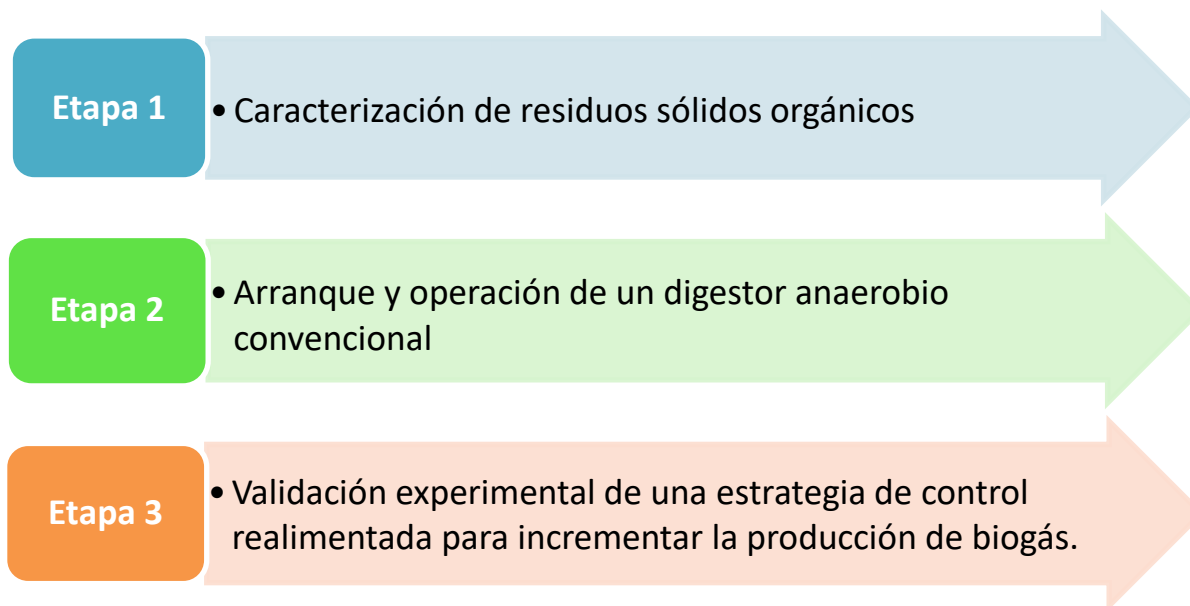 Etapa 1
• Caracterización de residuos sólidos orgánicos
Etapa 2
• Arranque y operación de un digestor anaerobio
convencional
Etapa 3
• Validación experimental de una estrategia de control
realimentada para incrementar la producción de biogás.